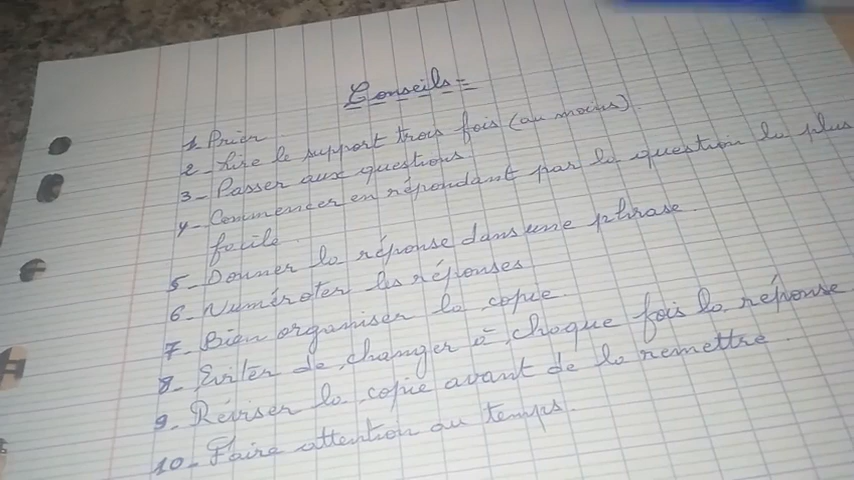 Conseils =
1. Prier
2 - Lire le support trois fois (au moins).
3 - Passer aux questions.
4 - Commencer en répondant par la question la plus
facile.
5 - Donner la réponse dans une phrase.
6 - Numéroter les réponses
7 - Bien organiser la copie.
8 - Eviter de changer à chaque fois la réponse
9 - Réviser la copie avant de la remettre.
10 - Faire attention au temps.